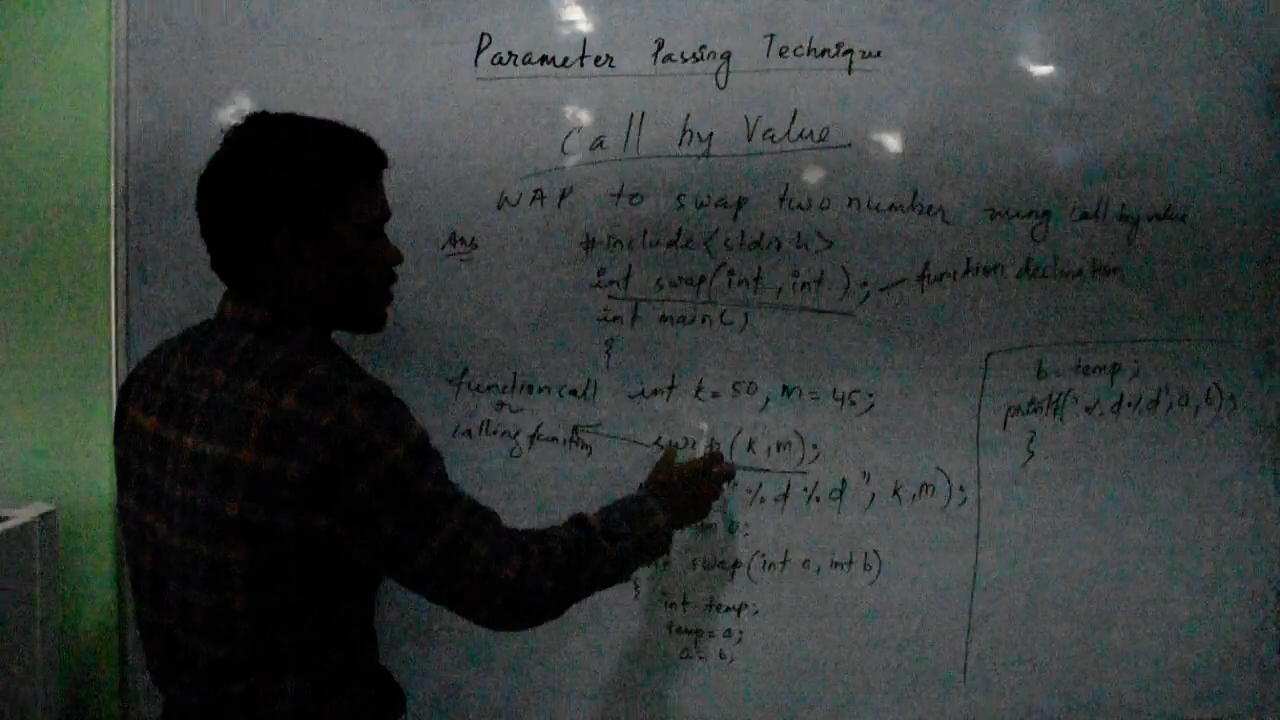 Parameter Passing Technique
Call by Value
WAP to swap two number using call by value
Ans
#include<stdio.h>
int swap(int, int); function declaration
int main()
{
function call int k=50, m=45;
or
calling function (k,m);
"%d %d", k,m);
swap(int a, int b)
{
int temp;
temp=a;
a=b;
b=temp;
printf("%d%d",a,b);
}